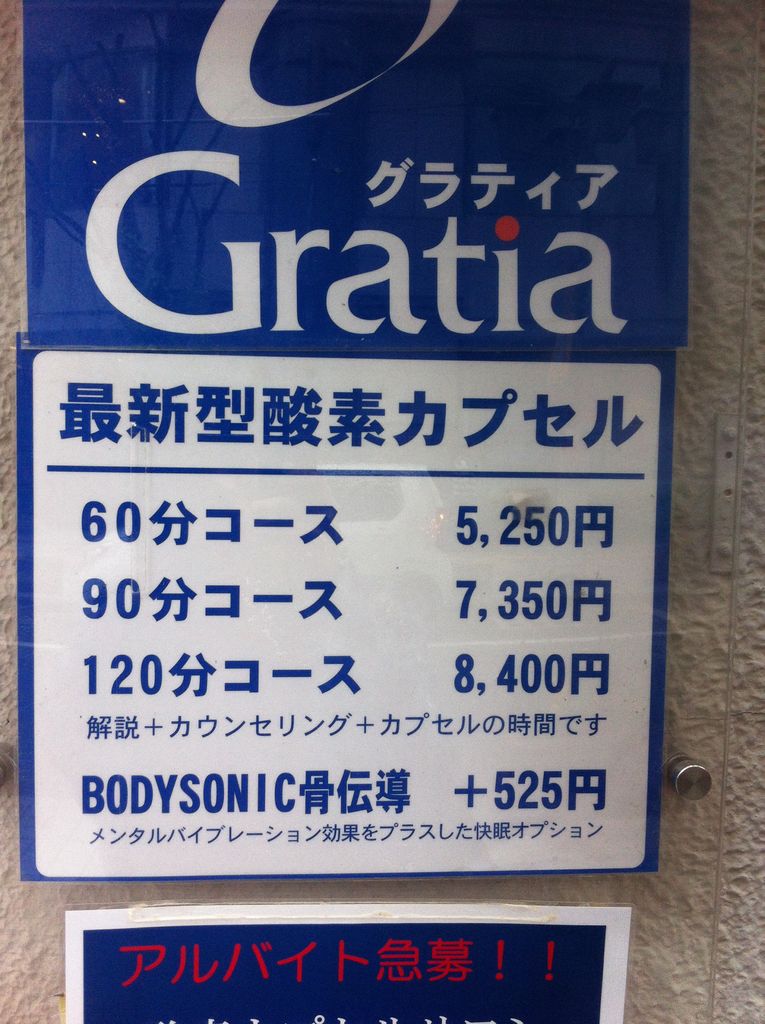 グラティア
Gratia
最新型酸素カプセル
60分コース 5,250円
90分コース 7,350円
120分コース 8,400円
解説＋カウンセリング＋カプセルの時間です
BODYSONIC骨伝導 ＋525円
メンタルバイブレーション効果をプラスした快眠オプション
アルバイト急募！！